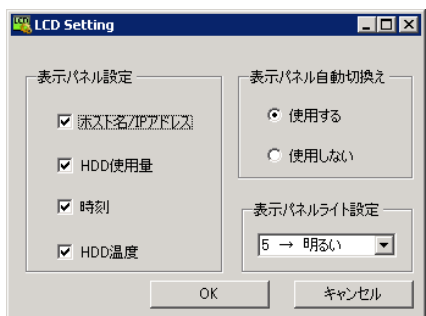 LCD Setting
表示パネル設定
ホスト名/IPアドレス
HDD使用量
時刻
HDD温度
表示パネル自動切換え
使用する
使用しない
表示パネルライト設定
5 → 明るい
OK
キャンセル